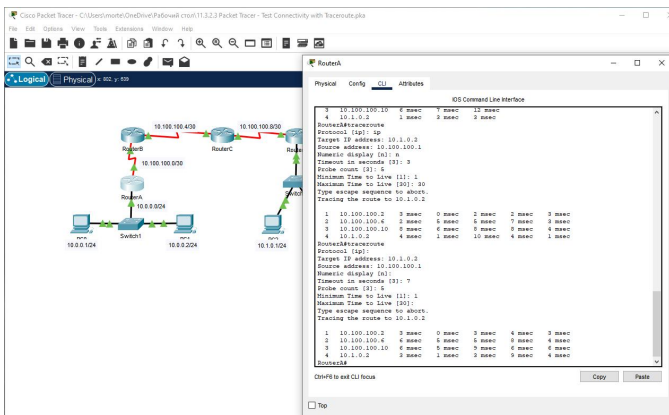 Cisco Packet Tracer - C:\Users\morte\OneDrive\Рабочий стол\11.3.2.3 Packet Tracer - Test Connectivity with Traceroute.pka
File Edit Options View Tools Extensions Window Help
Logical Physical x: 802, y: 639
10.100.100.4/30 10.100.100.8/30
RouterB RouterC
10.100.100.0/30
RouterA
10.0.0.0/24
Switch1
10.0.0.1/24 10.0.0.2/24 10.1.0.1/24
RouterA
Physical Config CLI Attributes
IOS Command Line Interface
3 10.100.100.10 6 msec 7 msec 12 msec
4 10.1.0.2 1 msec 3 msec 3 msec
RouterA#traceroute
Protocol [ip]: ip
Target IP address: 10.1.0.2
Source address: 10.100.100.1
Numeric display [n]: n
Timeout in seconds [3]: 3
Probe count [3]: 5
Minimum Time to Live [1]: 1
Maximum Time to Live [30]: 30
Type escape sequence to abort.
Tracing the route to 10.1.0.2
1 10.100.100.2 3 msec 0 msec 2 msec 2 msec 3 msec
2 10.100.100.6 2 msec 5 msec 5 msec 7 msec 3 msec
3 10.100.100.10 8 msec 6 msec 8 msec 8 msec 4 msec
4 10.1.0.2 4 msec 1 msec 10 msec 4 msec 1 msec
RouterA#traceroute
Protocol [ip]:
Target IP address: 10.1.0.2
Source address: 10.100.100.1
Numeric display [n]:
Timeout in seconds [3]: 7
Probe count [3]: 5
Minimum Time to Live [1]: 1
Maximum Time to Live [30]:
Type escape sequence to abort.
Tracing the route to 10.1.0.2
1 10.100.100.2 3 msec 0 msec 3 msec 4 msec 3 msec
2 10.100.100.6 6 msec 5 msec 5 msec 8 msec 4 msec
3 10.100.100.10 6 msec 5 msec 9 msec 6 msec 6 msec
4 10.1.0.2 3 msec 1 msec 3 msec 9 msec 4 msec
RouterA#
Ctrl+F6 to exit CLI focus
Copy Paste
Top